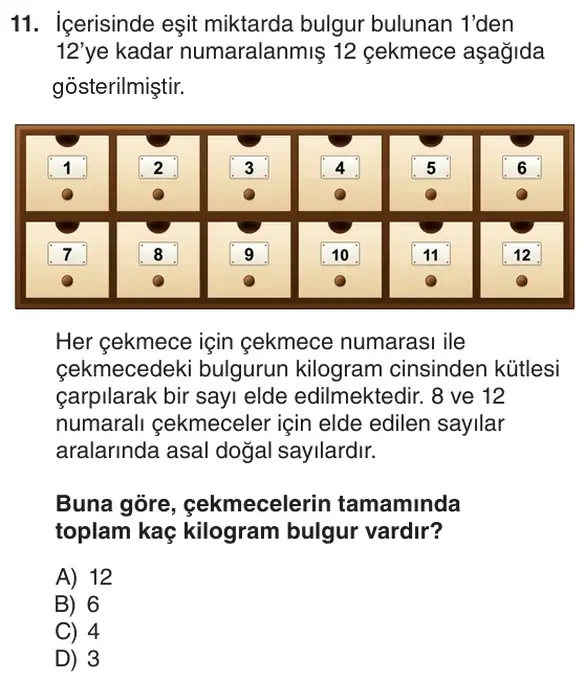 11. İçerisinde eşit miktarda bulgur bulunan 1’den
12’ye kadar numaralanmış 12 çekmece aşağıda
gösterilmiştir.
1 2 3 4 5 6
7 8 9 10 11 12
Her çekmece için çekmece numarası ile
çekmecedeki bulgurun kilogram cinsinden kütlesi
çarpılarak bir sayı elde edilmektedir. 8 ve 12
numaralı çekmeceler için elde edilen sayılar
aralarında asal doğal sayılardır.
Buna göre, çekmecelerin tamamında
toplam kaç kilogram bulgur vardır?
A) 12
B) 6
C) 4
D) 3